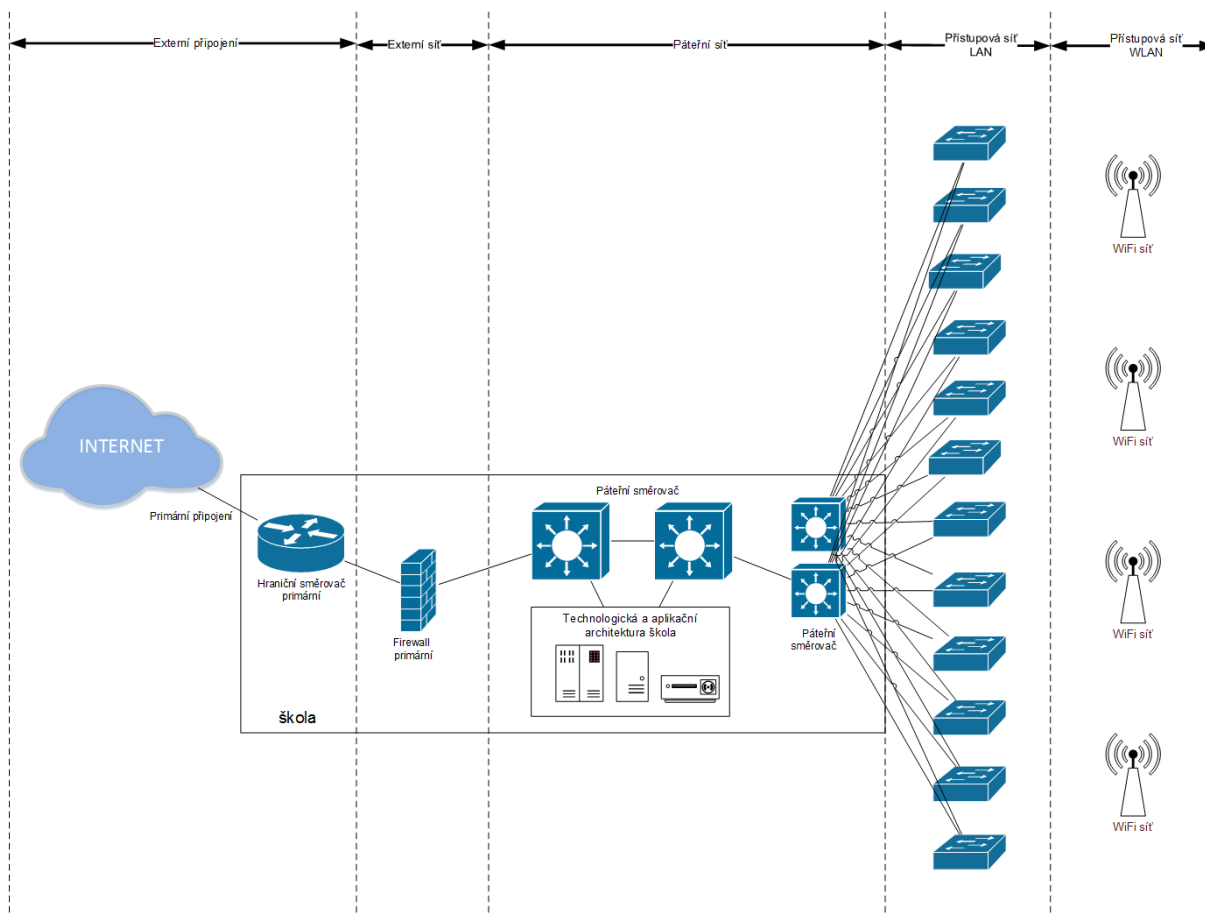 Externí připojení
Externí síť
Páteřní síť
Přístupová síť
LAN
Přístupová síť
WLAN
WiFi síť
WiFi síť
INTERNET
Primární připojení
Páteřní směrovač
Hraniční směrovač
primární
Firewall
primární
Technologická a aplikační
architektura škola
Páteřní
směrovač
WiFi síť
škola
WiFi síť